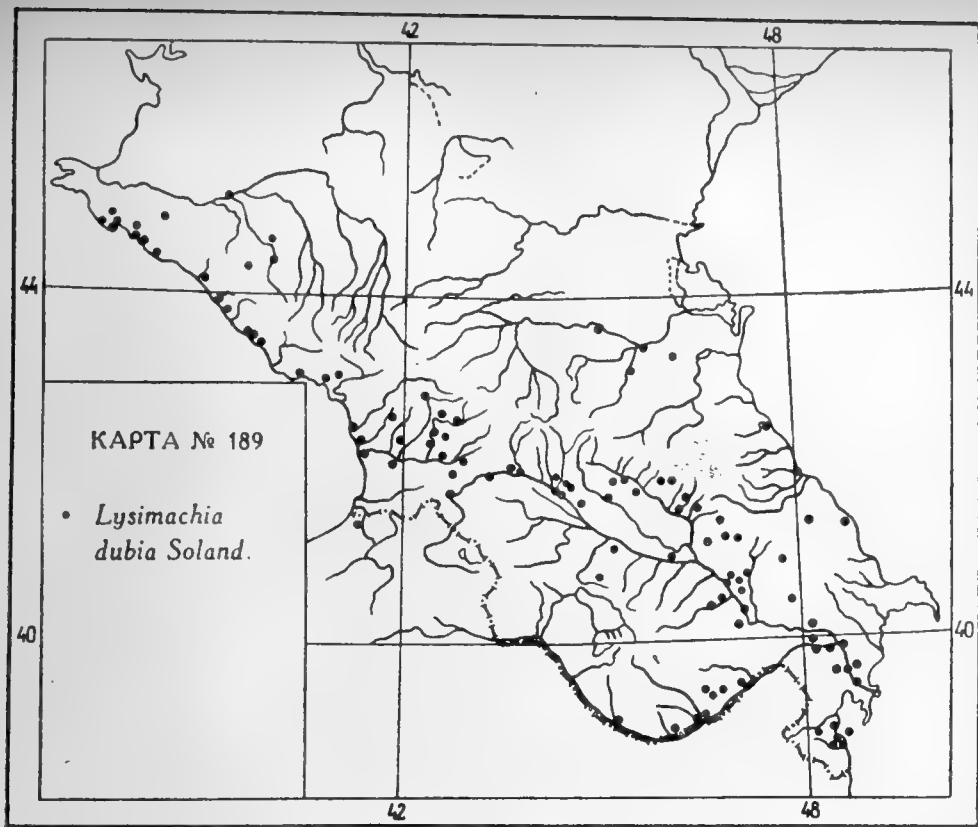 42 48
44 44
КАРТА № 189
• Lysimachia
dubia Soland.
40 40
42 48